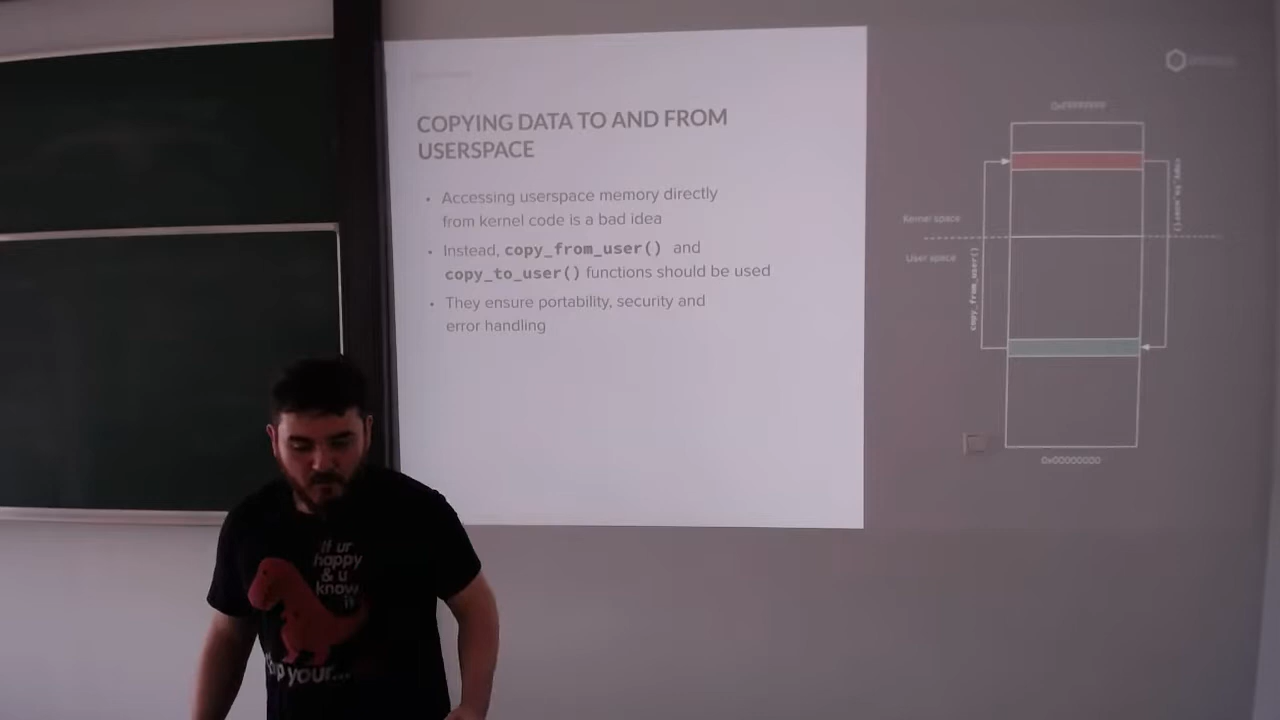 COPYING DATA TO AND FROM
USERSPACE
• Accessing userspace memory directly
from kernel code is a bad idea
• Instead, copy_from_user() and
copy_to_user() functions should be used
• They ensure portability, security and
error handling
Kernel space
User space
copy_from_user()
copy_to_user()
0x00000000
if ur
happy
& u
know
it
your...